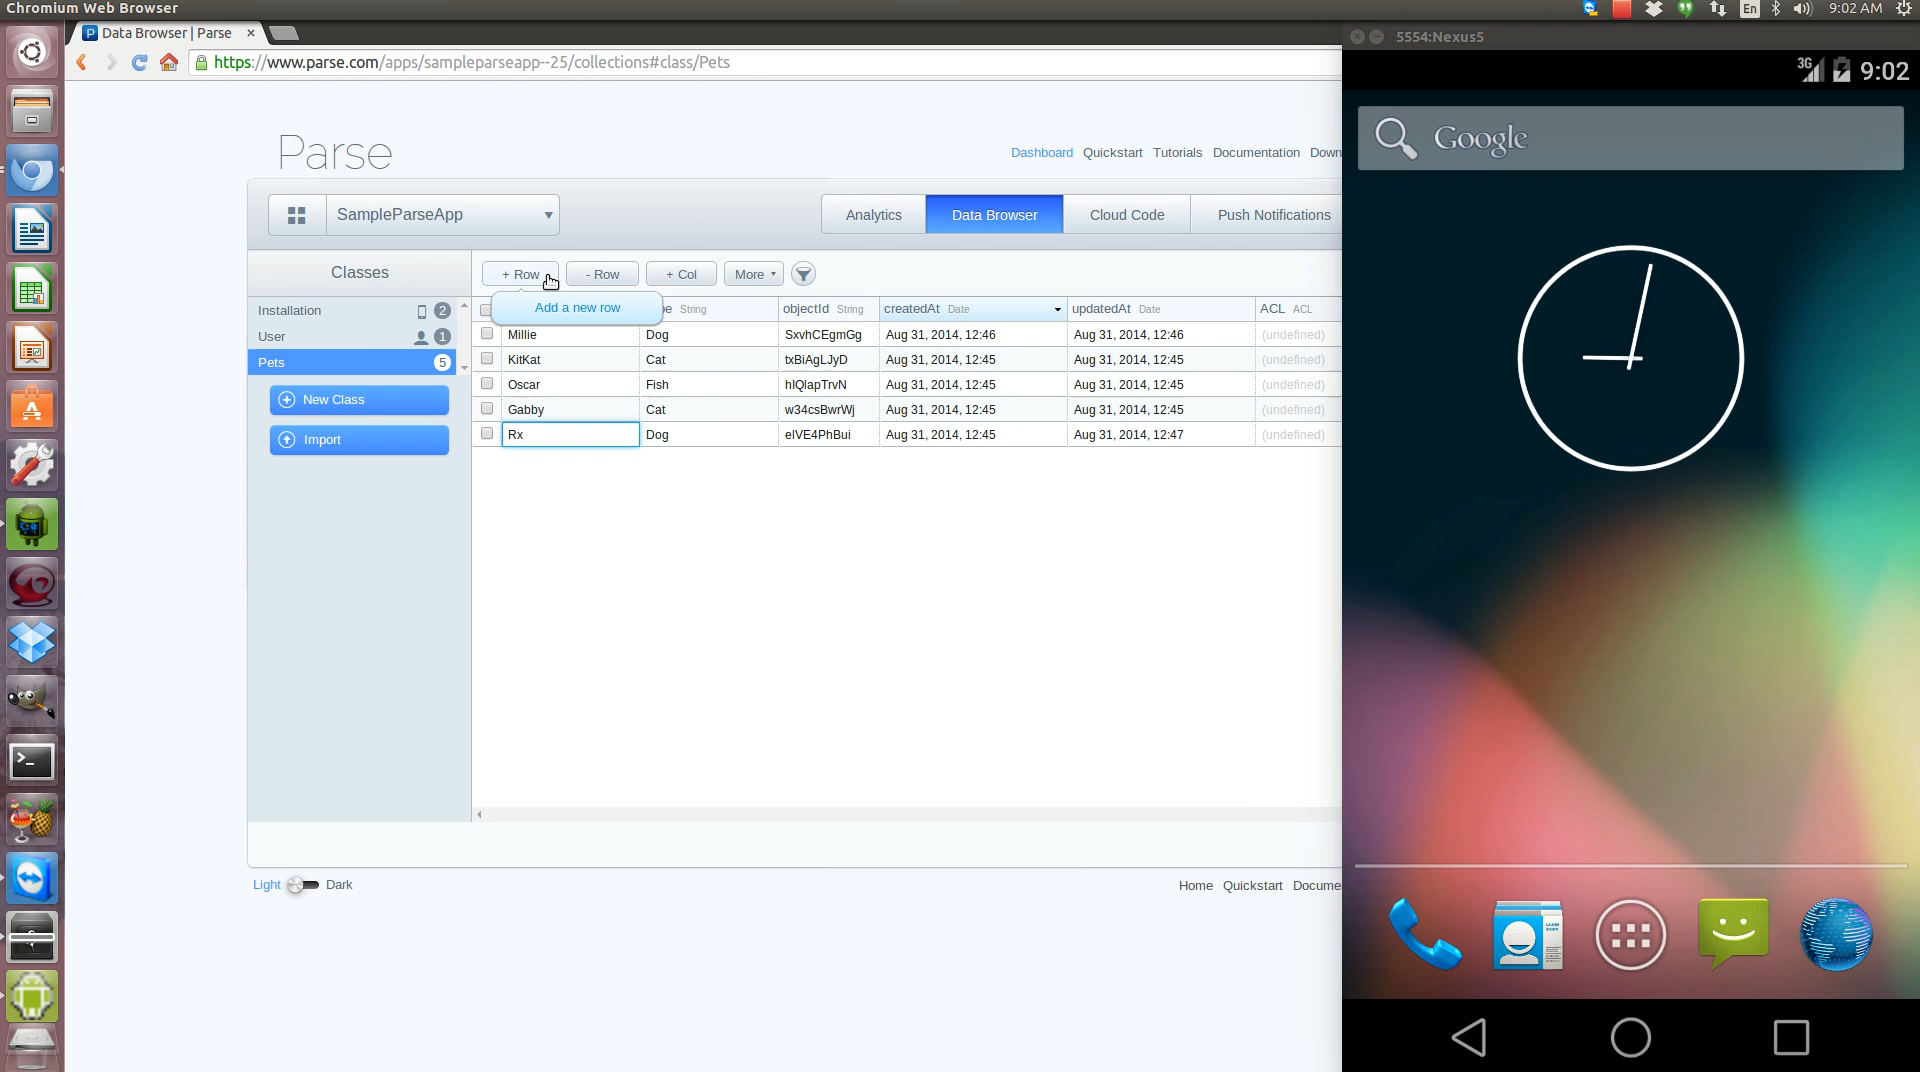 Chromium Web Browser
En
9:02 AM
Data Browser | Parse
5554:Nexus5
https://www.parse.com/apps/sampleparseapp--25/collections#class/Pets
3G
9:02
Google
Parse
Dashboard Quickstart Tutorials Documentation Down
SampleParseApp
Analytics Data Browser Cloud Code Push Notifications
Classes
+ Row - Row + Col More
Add a new row
Installation 2
User 1
Pets 5
New Class
Import
pe String objectId String createdAt Date updatedAt Date ACL ACL
Millie Dog SxvhCEgmGg Aug 31, 2014, 12:46 Aug 31, 2014, 12:46 (undefined)
KitKat Cat txBiAgLJyD Aug 31, 2014, 12:45 Aug 31, 2014, 12:45 (undefined)
Oscar Fish hIQlapTrvN Aug 31, 2014, 12:45 Aug 31, 2014, 12:45 (undefined)
Gabby Cat w34csBwrWj Aug 31, 2014, 12:45 Aug 31, 2014, 12:45 (undefined)
Rx Dog elVE4PhBui Aug 31, 2014, 12:45 Aug 31, 2014, 12:47 (undefined)
Light Dark
Home Quickstart Docume